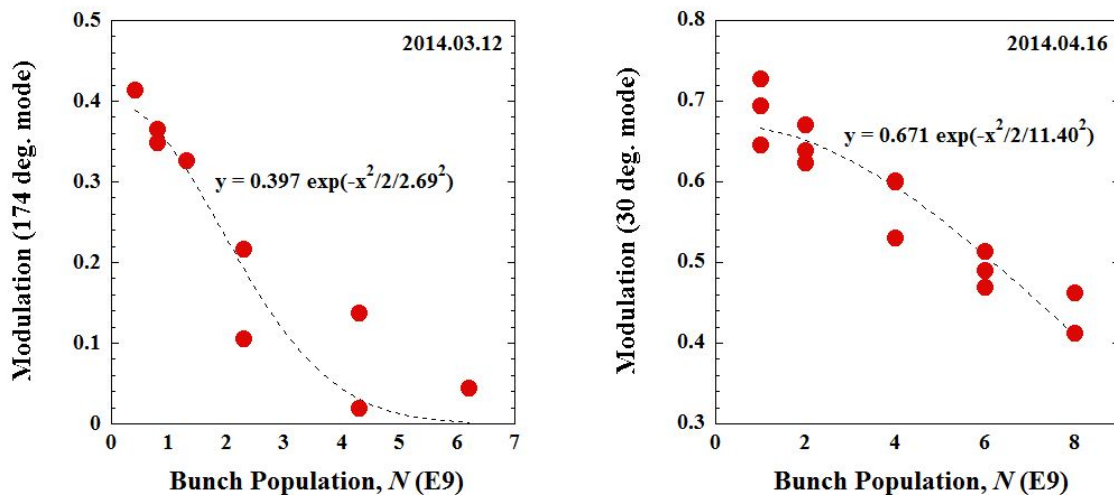 2014.03.12
Modulation (174 deg. mode)
0.5
0.4
0.3
0.2
0.1
0
y = 0.397 exp(-x²/2/2.69²)
0 1 2 3 4 5 6 7
Bunch Population, N (E9)
2014.04.16
Modulation (30 deg. mode)
0.8
0.7
0.6
0.5
0.4
0.3
y = 0.671 exp(-x²/2/11.40²)
0 2 4 6 8
Bunch Population, N (E9)